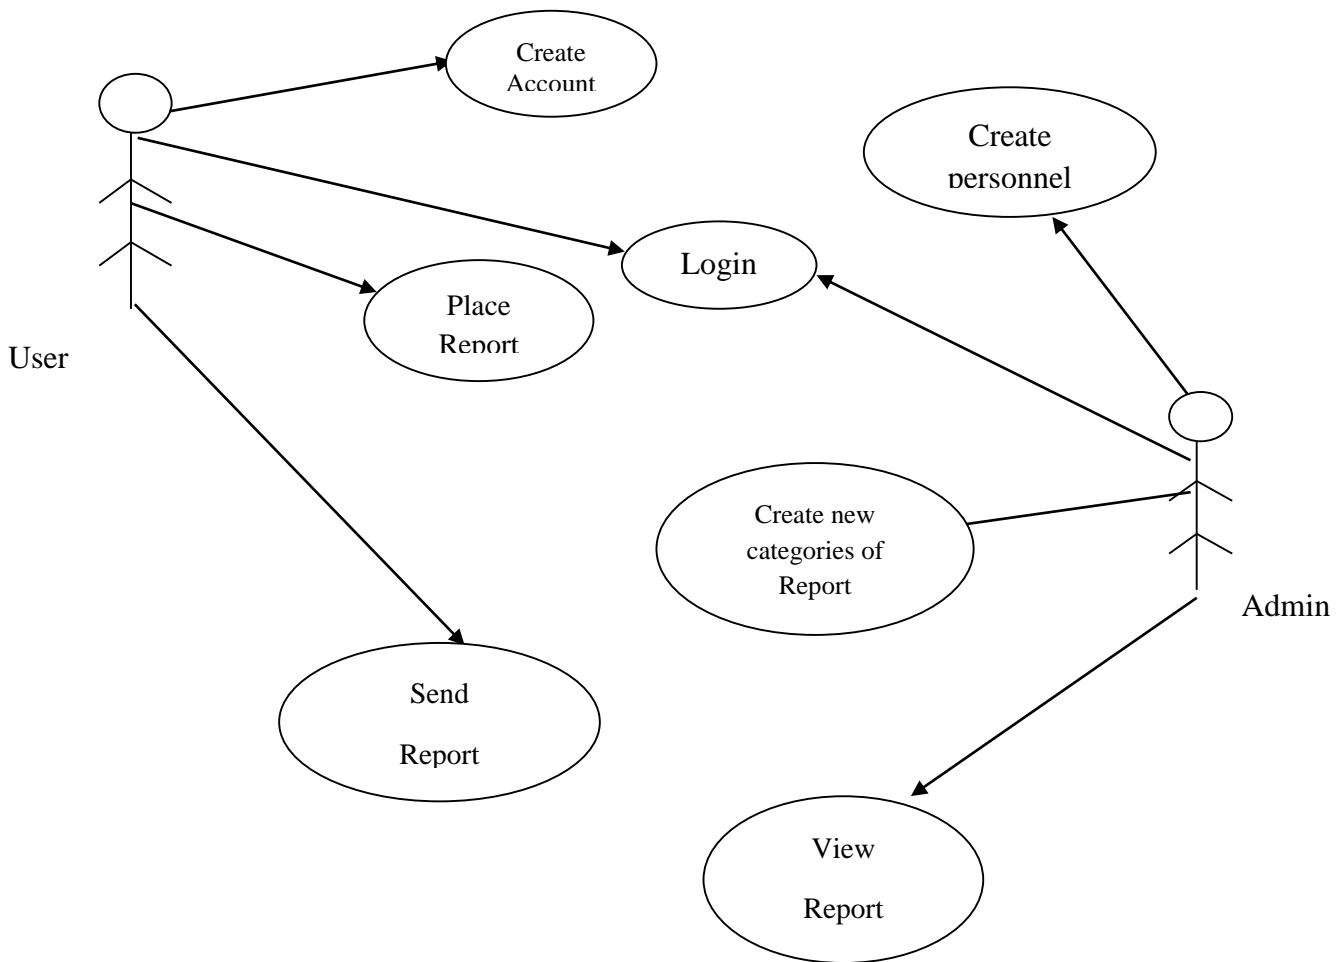 Create
Account
Create
personnel
Login
Place
Report
User
Create new
categories of
Report
Admin
Send
Report
View
Report